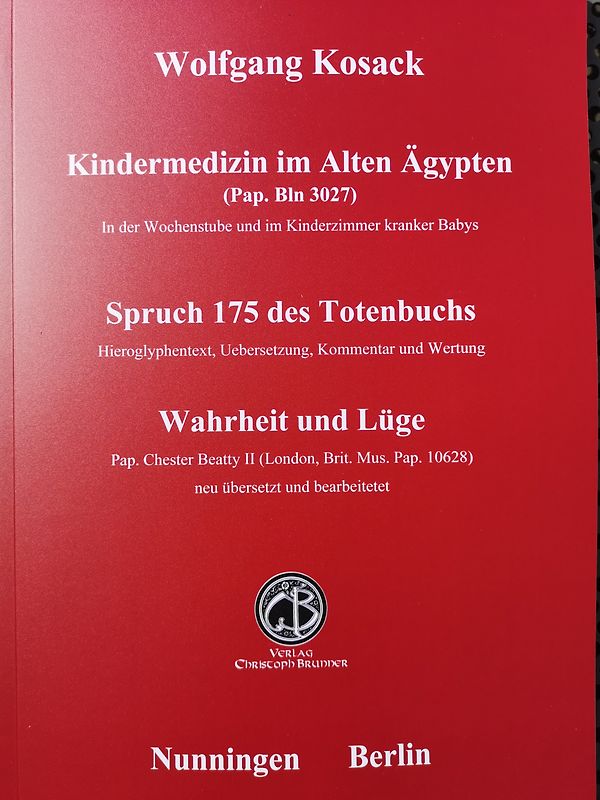 Wolfgang Kosack
Kindermedizin im Alten Ägypten
(Pap. Bln 3027)
In der Wochenstube und im Kinderzimmer kranker Babys
Spruch 175 des Totenbuchs
Hieroglyphentext, Uebersetzung, Kommentar und Wertung
Wahrheit und Lüge
Pap. Chester Beatty II (London, Brit. Mus. Pap. 10628)
neu übersetzt und bearbeitetet
CB
Verlag
Christoph Brunner
Nunningen Berlin